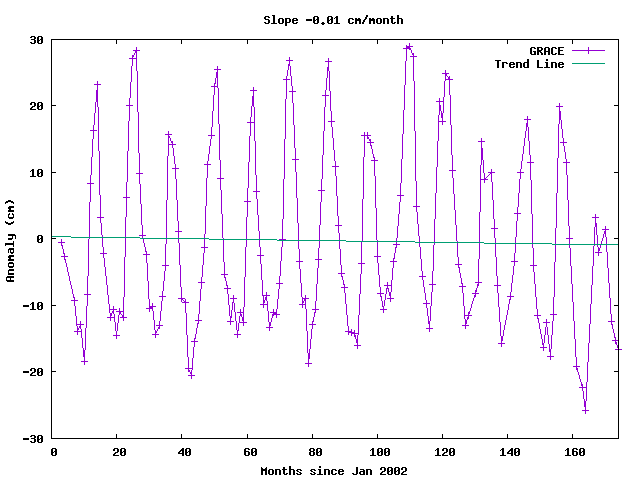 Slope -0.01 cm/month
GRACE
Trend Line
30
20
10
0
-10
-20
-30
Anomaly (cm)
0 20 40 60 80 100 120 140 160
Months since Jan 2002